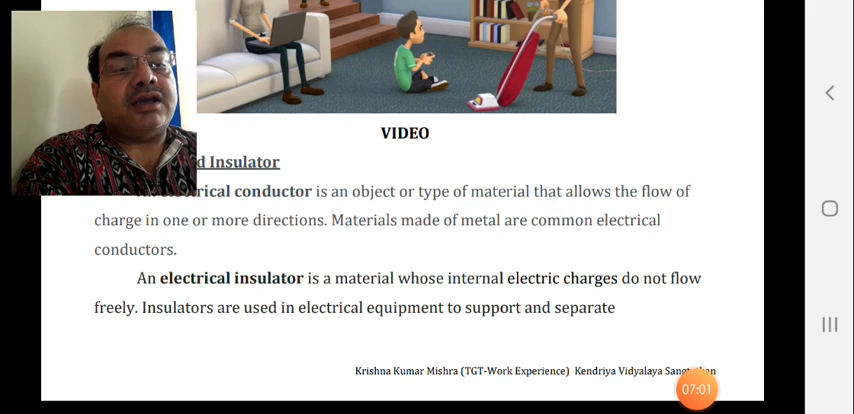 VIDEO
d Insulator
rical conductor is an object or type of material that allows the flow of
charge in one or more directions. Materials made of metal are common electrical
conductors.
An electrical insulator is a material whose internal electric charges do not flow
freely. Insulators are used in electrical equipment to support and separate
Krishna Kumar Mishra (TGT-Work Experience) Kendriya Vidyalaya
07:01